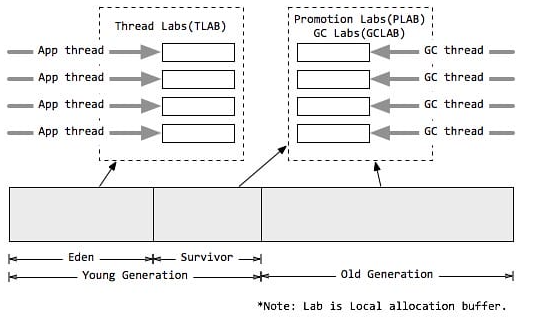 Thread Labs(TLAB)
Promotion Labs(PLAB)
GC Labs(GCLAB)
App thread
App thread
App thread
App thread
GC thread
GC thread
GC thread
GC thread
Eden
Survivor
Young Generation
Old Generation
*Note: Lab is Local allocation buffer.